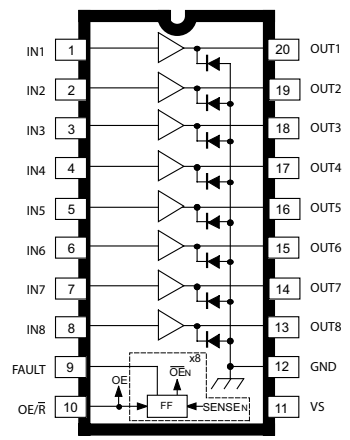 IN1 1 20 OUT1
IN2 2 19 OUT2
IN3 3 18 OUT3
IN4 4 17 OUT4
IN5 5 16 OUT5
IN6 6 15 OUT6
IN7 7 14 OUT7
IN8 8 13 OUT8
x8
FAULT 9 OE O̅E̅N̅ 12 GND
OE/R̅ 10 FF SENSEN 11 VS